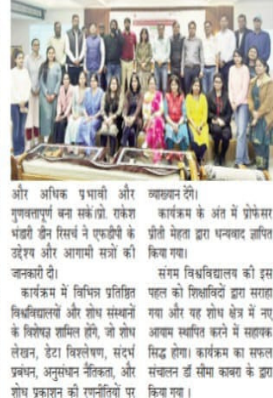 और अधिक प्रभावी और
गुणवत्तापूर्ण बना सके।प्रो. राकेश
भंडारी डीन रिसर्च ने एफडीपी के
उद्देश्य और आगामी सत्रों की
जानकारी दी।
कार्यक्रम में विभिन्न प्रतिष्ठित
विश्वविद्यालयों और शोध संस्थानों
के विशेषज्ञ शामिल होंगे, जो शोध
लेखन, डेटा विश्लेषण, संदर्भ
प्रबंधन, अनुसंधान नैतिकता, और
शोध प्रकाशन की रणनीतियों पर
व्याख्यान देंगे।
कार्यक्रम के अंत में प्रोफेसर
प्रीती मेहता द्वारा धन्यवाद ज्ञापित
किया गया।
संगम विश्वविद्यालय की इस
पहल को शिक्षाविदों द्वारा सराहा
गया और यह शोध क्षेत्र में नए
आयाम स्थापित करने में सहायक
सिद्ध होगा। कार्यक्रम का सफल
संचालन डॉ सीमा काबरा के द्वारा
किया गया।